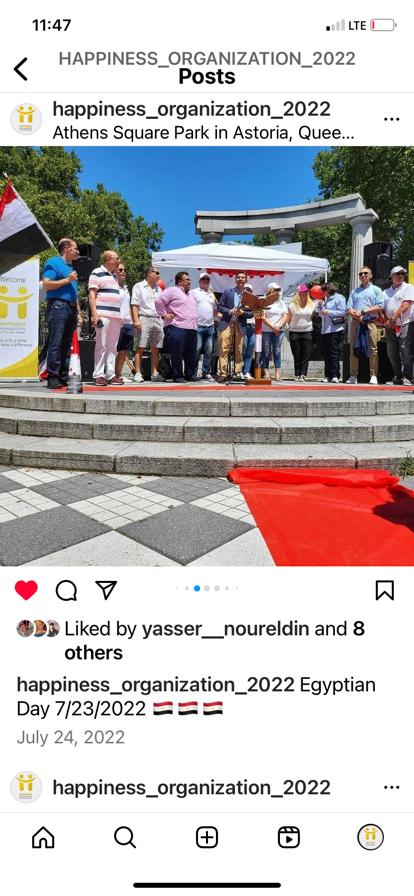 11:47
LTE
HAPPINESS_ORGANIZATION_2022
Posts
happiness_organization_2022
Athens Square Park in Astoria, Quee...
Welcome
HAPPINESS
Liked by yasser__noureldin and 8
others
happiness_organization_2022 Egyptian
Day 7/23/2022 🇪🇬 🇪🇬 🇪🇬
July 24, 2022
happiness_organization_2022